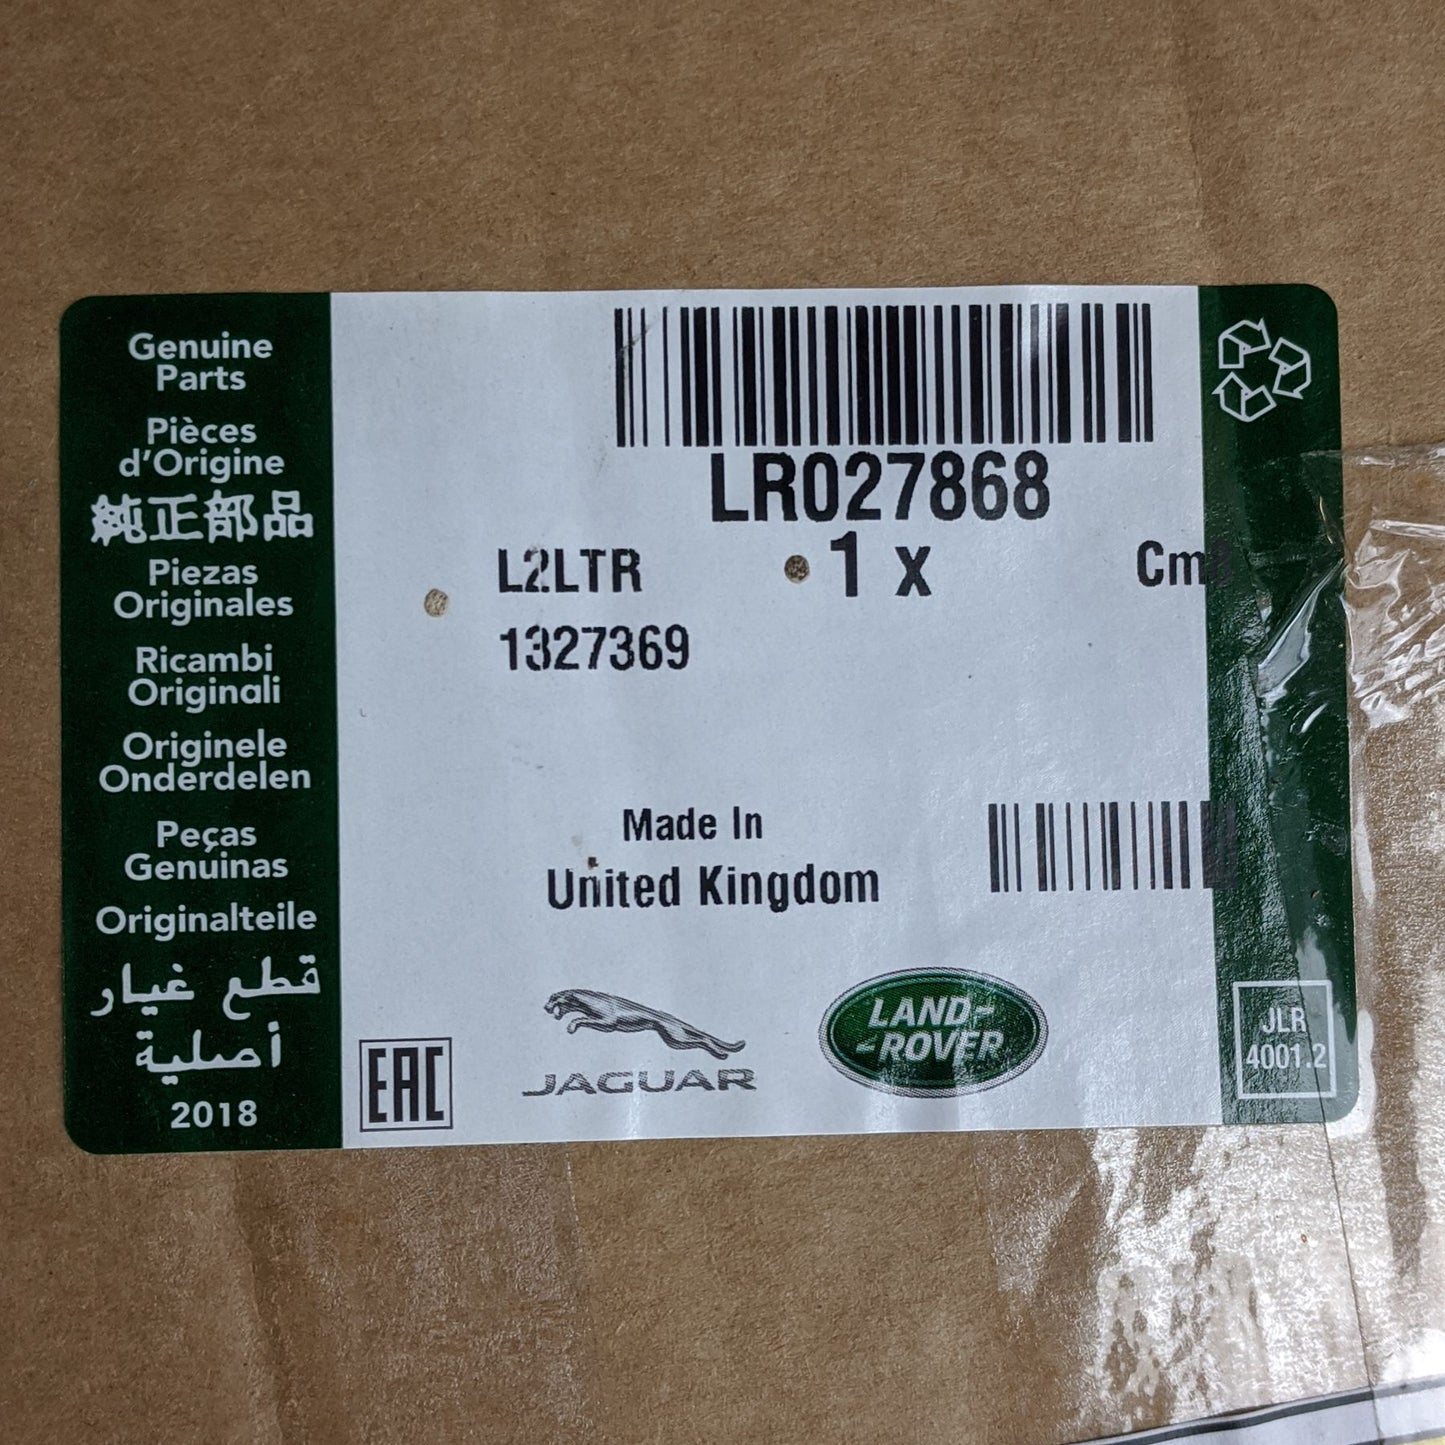 Genuine
Parts
Pièces
d'Origine
純正部品
Piezas
Originales
Ricambi
Originali
Originele
Onderdelen
Peças
Genuinas
Originalteile
قطع غيار
أصلية
2018
LR027868
L2LTR
1 x
1327369
Made In
United Kingdom
EAC
JAGUAR
LAND-
-ROVER
JLR
4001.2